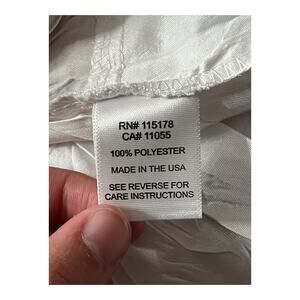 RN# 115178
CA# 11055
100% POLYESTER
MADE IN THE USA
SEE REVERSE FOR
CARE INSTRUCTIONS